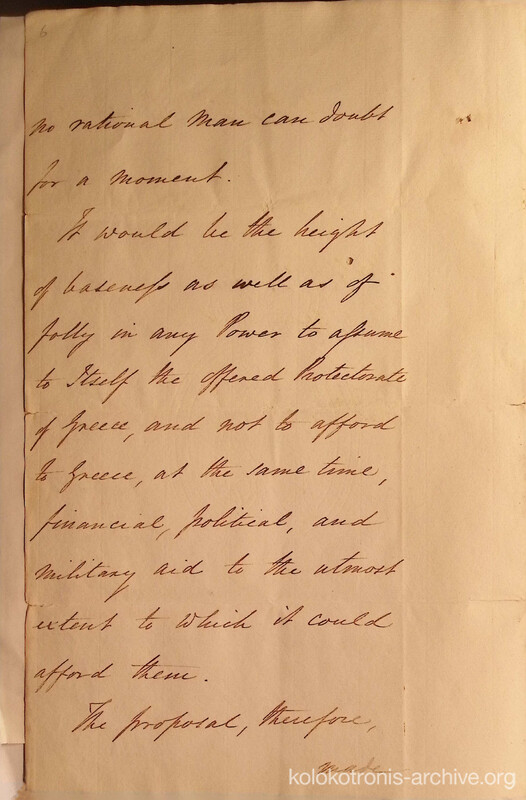 6
no rational man can doubt
for a moment.
It would be the height
of baseneſs as well as of
folly in any Power to aſsume
to Itself the offered Protectorate
of Greece, and not to afford
to Greece, at the same time,
financial, political, and
military aid to the utmost
extent to which it could
afford them.
The proposal, therefore,
made
kolokotronis-archive.org